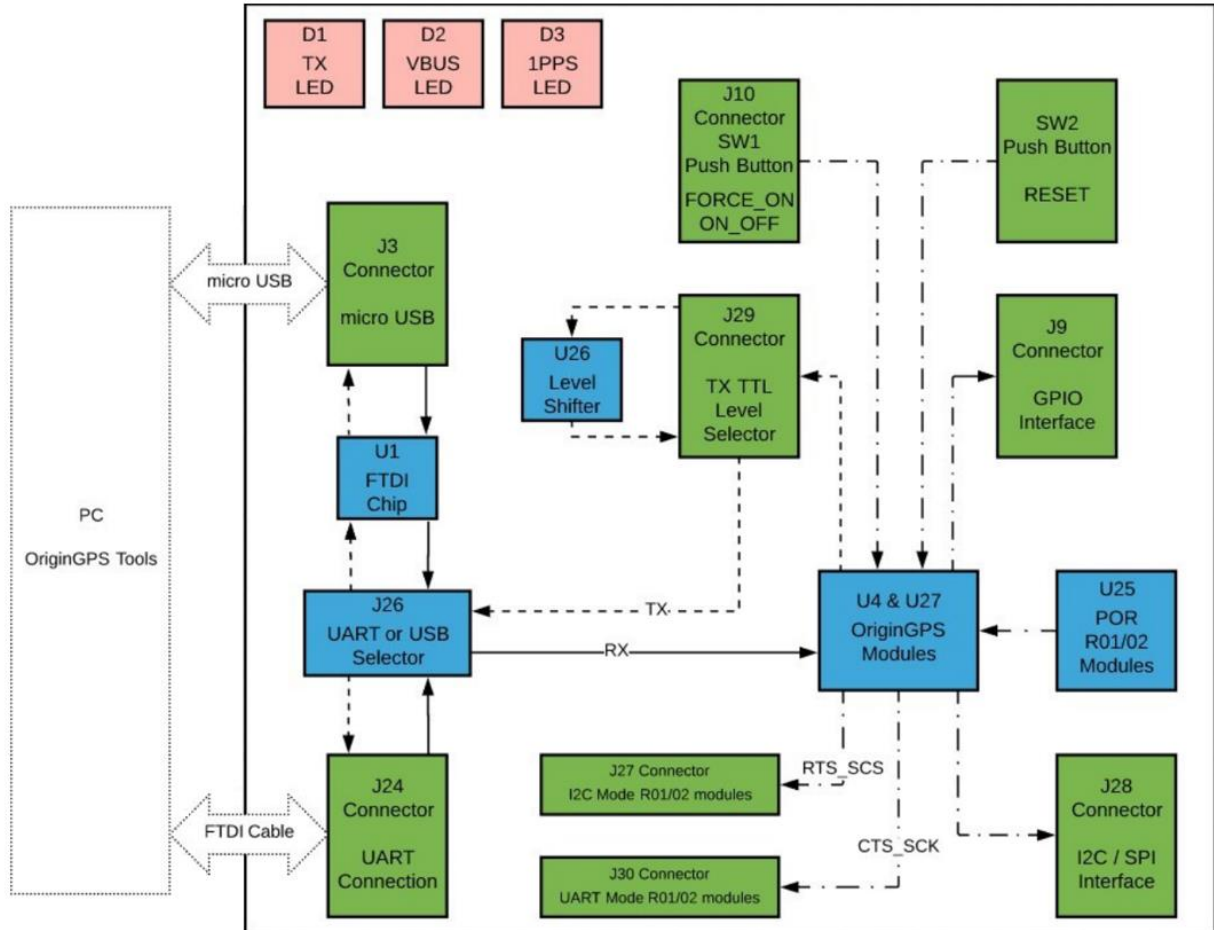 D1
TX
LED
D2
VBUS
LED
D3
1PPS
LED
J10
Connector
SW1
Push Button
FORCE_ON
ON_OFF
SW2
Push Button
RESET
PC
OriginGPS Tools
micro USB
J3
Connector
micro USB
U26
Level
Shifter
J29
Connector
TX TTL
Level
Selector
J9
Connector
GPIO
Interface
U1
FTDI
Chip
J26
UART or USB
Selector
TX
RX
U4 & U27
OriginGPS
Modules
U25
POR
R01/02
Modules
FTDI Cable
J24
Connector
UART
Connection
J27 Connector
I2C Mode R01/02 modules
RTS_SCS
CTS_SCK
J30 Connector
UART Mode R01/02 modules
J28
Connector
I2C / SPI
Interface